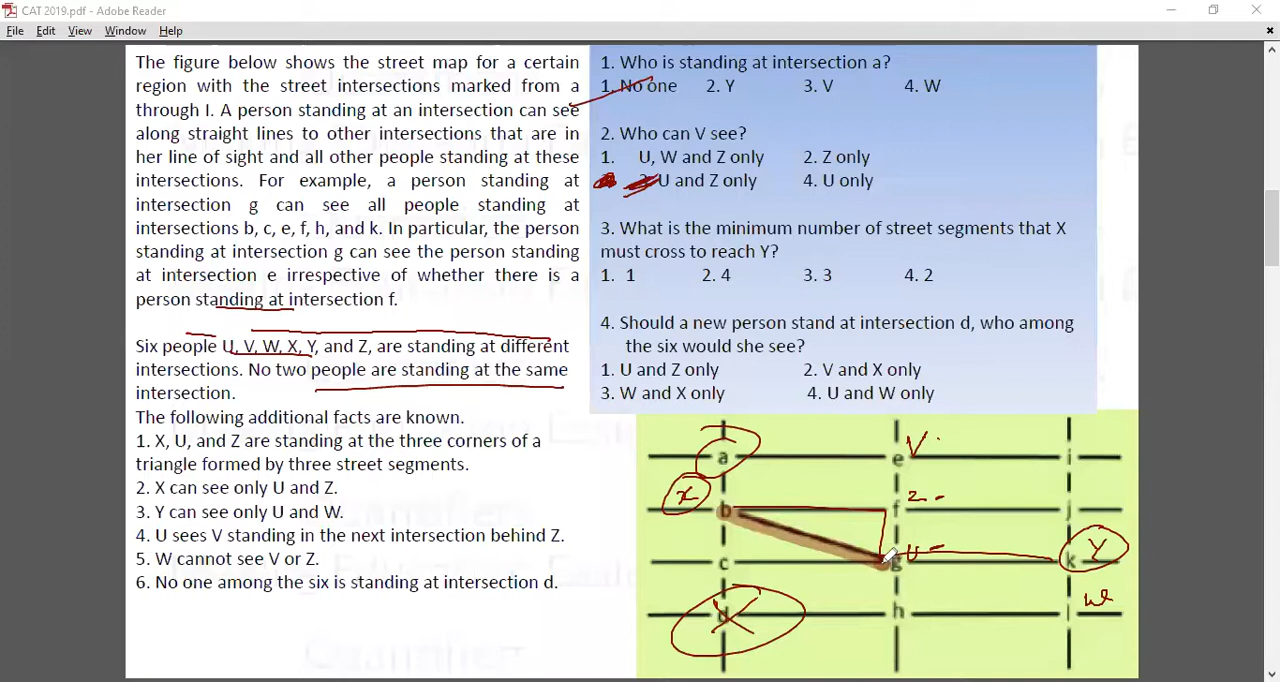 CAT 2019.pdf - Adobe Reader
File Edit View Window Help
The figure below shows the street map for a certain
region with the street intersections marked from a
through I. A person standing at an intersection can see
along straight lines to other intersections that are in
her line of sight and all other people standing at these
intersections. For example, a person standing at
intersection g can see all people standing at
intersections b, c, e, f, h, and k. In particular, the person
standing at intersection g can see the person standing
at intersection e irrespective of whether there is a
person standing at intersection f.
Six people U, V, W, X, Y, and Z, are standing at different
intersections. No two people are standing at the same
intersection.
The following additional facts are known.
1. X, U, and Z are standing at the three corners of a
triangle formed by three street segments.
2. X can see only U and Z.
3. Y can see only U and W.
4. U sees V standing in the next intersection behind Z.
5. W cannot see V or Z.
6. No one among the six is standing at intersection d.
1. Who is standing at intersection a?
1. No one 2. Y 3. V 4. W
2. Who can V see?
1. U, W and Z only 2. Z only
U and Z only 4. U only
3. What is the minimum number of street segments that X
must cross to reach Y?
1. 1 2. 4 3. 3 4. 2
4. Should a new person stand at intersection d, who among
the six would she see?
1. U and Z only 2. V and X only
3. W and X only 4. U and W only
a e V i
X b f Z j
c g U k Y
d h l W